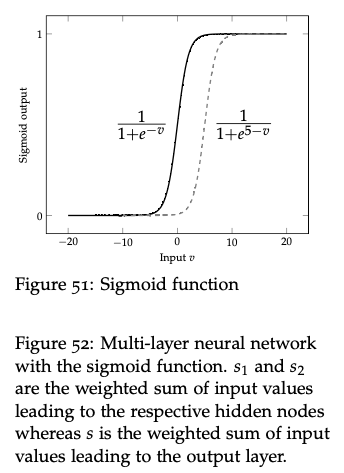 1
Sigmoid output
1/(1+e^{−v})
1/(1+e^{5−v})
0
−20 −10 0 10 20
Input v
Figure 51: Sigmoid function
Figure 52: Multi-layer neural network
with the sigmoid function. s₁ and s₂
are the weighted sum of input values
leading to the respective hidden nodes
whereas s is the weighted sum of input
values leading to the output layer.